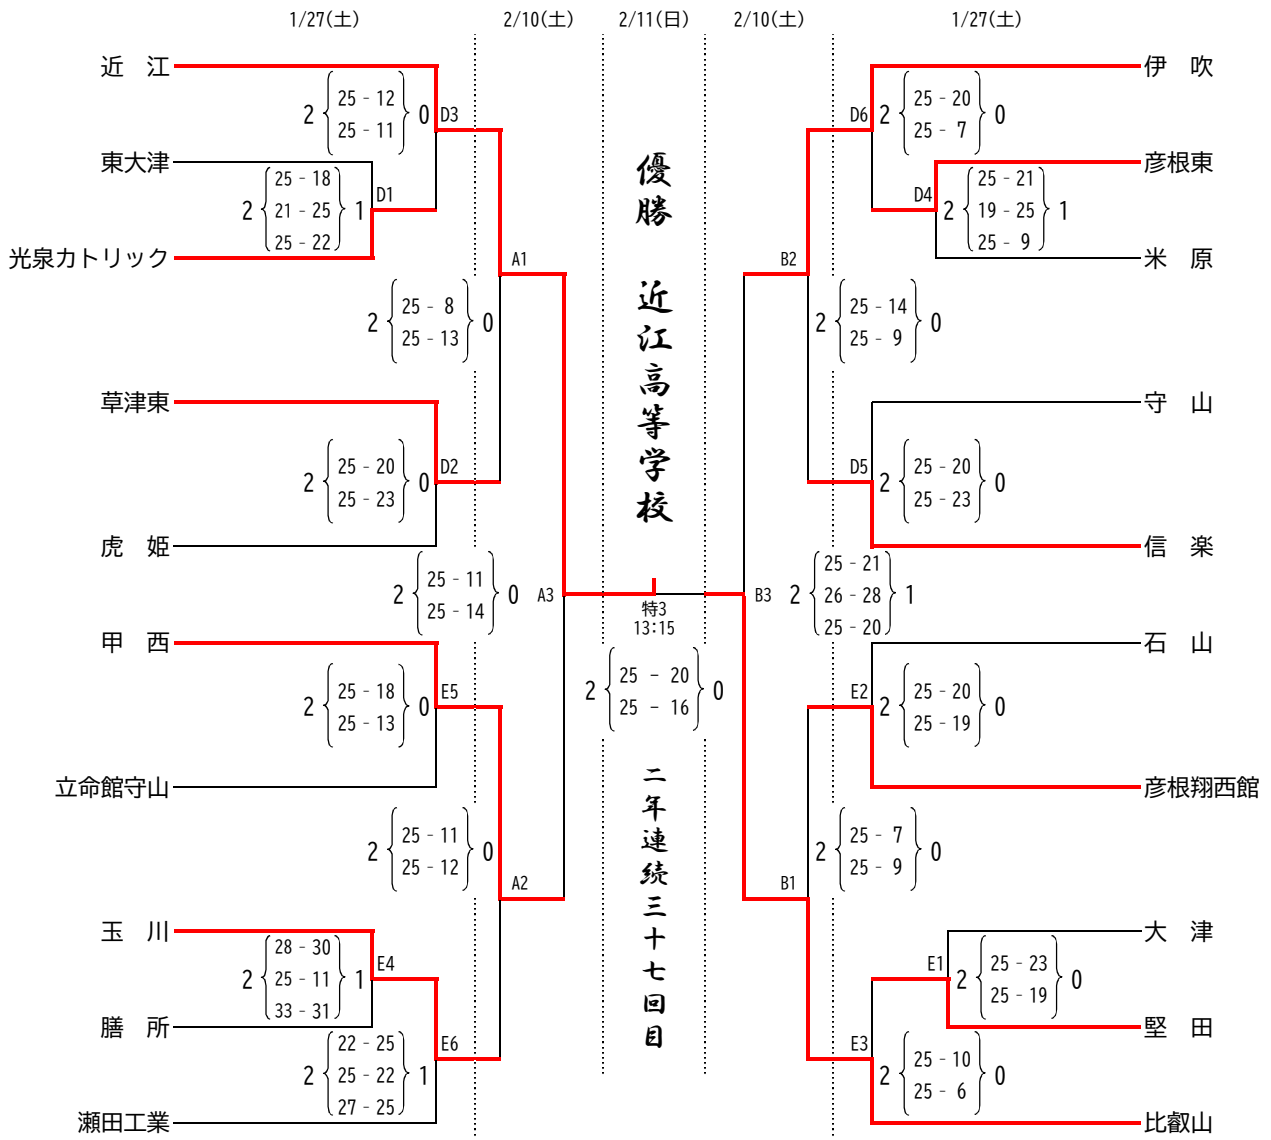 1/27(土) 2/10(土) 2/11(日) 2/10(土) 1/27(土)
近　江
2 25 - 12 0 D3
25 - 11
東大津
25 - 18 D1
2 21 - 25 1
25 - 22
光泉カトリック
A1
25 - 8
2 0
25 - 13
草津東
25 - 20 D2
2 0
25 - 23
虎　姫
25 - 11
2 0 A3
25 - 14
甲　西
25 - 18 E5
2 0
25 - 13
立命館守山
25 - 11
2 0
25 - 12
A2
玉　川
28 - 30
2 25 - 11 1 E4
33 - 31
膳　所
22 - 25 E6
2 25 - 22 1
27 - 25
瀬田工業
優勝　近江高等学校
特3
13:15
25 - 20
2 0
25 - 16
二年連続三十七回目
伊　吹
D6 2 25 - 20 0
25 - 7
彦根東
D4 25 - 21
2 19 - 25 1
25 - 9
米　原
B2
25 - 14
2 0
25 - 9
守　山
D5 25 - 20
2 0
25 - 23
信　楽
25 - 21
B3 2 26 - 28 1
25 - 20
石　山
E2 25 - 20
2 0
25 - 19
彦根翔西館
25 - 7
2 0
25 - 9
B1
大　津
E1 25 - 23
2 0
25 - 19
堅　田
E3 25 - 10
2 0
25 - 6
比叡山